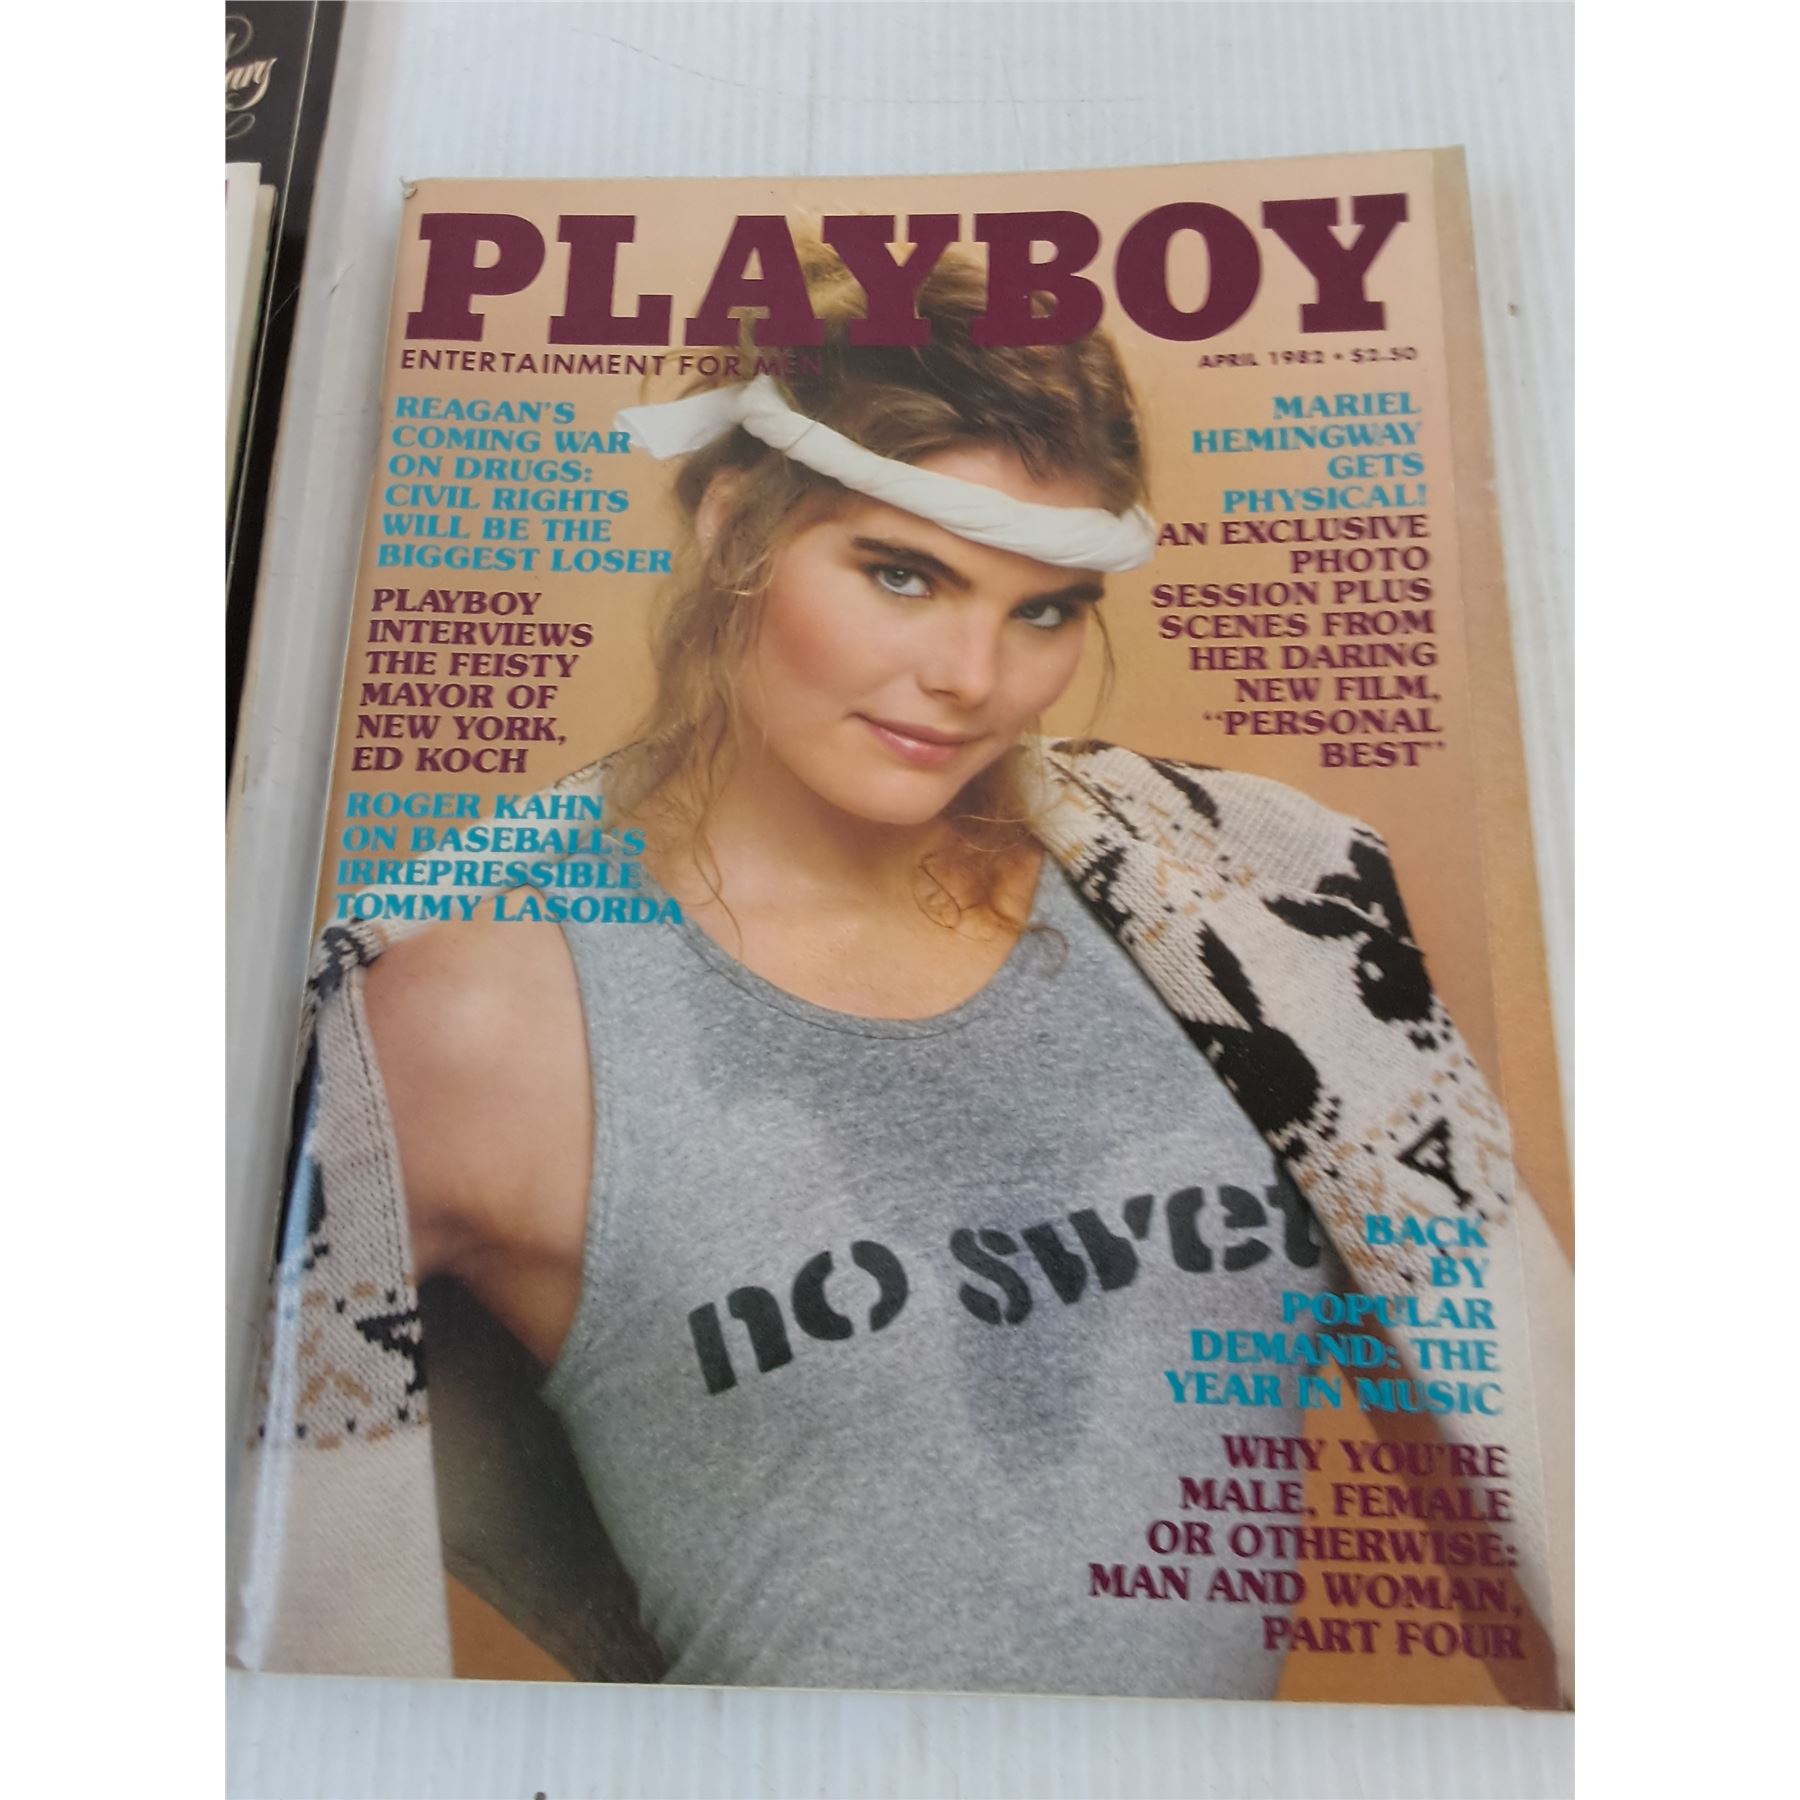 PLAYBOY
ENTERTAINMENT FOR MEN
APRIL 1982 • $2.50
REAGAN'S
COMING WAR
ON DRUGS:
CIVIL RIGHTS
WILL BE THE
BIGGEST LOSER
PLAYBOY
INTERVIEWS
THE FEISTY
MAYOR OF
NEW YORK,
ED KOCH
ROGER KAHN
ON BASEBALL'S
IRREPRESSIBLE
TOMMY LASORDA
MARIEL
HEMINGWAY
GETS
PHYSICAL!
AN EXCLUSIVE
PHOTO
SESSION PLUS
SCENES FROM
HER DARING
NEW FILM,
"PERSONAL
BEST"
no swet
BACK
BY
POPULAR
DEMAND: THE
YEAR IN MUSIC
WHY YOU'RE
MALE, FEMALE
OR OTHERWISE:
MAN AND WOMAN,
PART FOUR